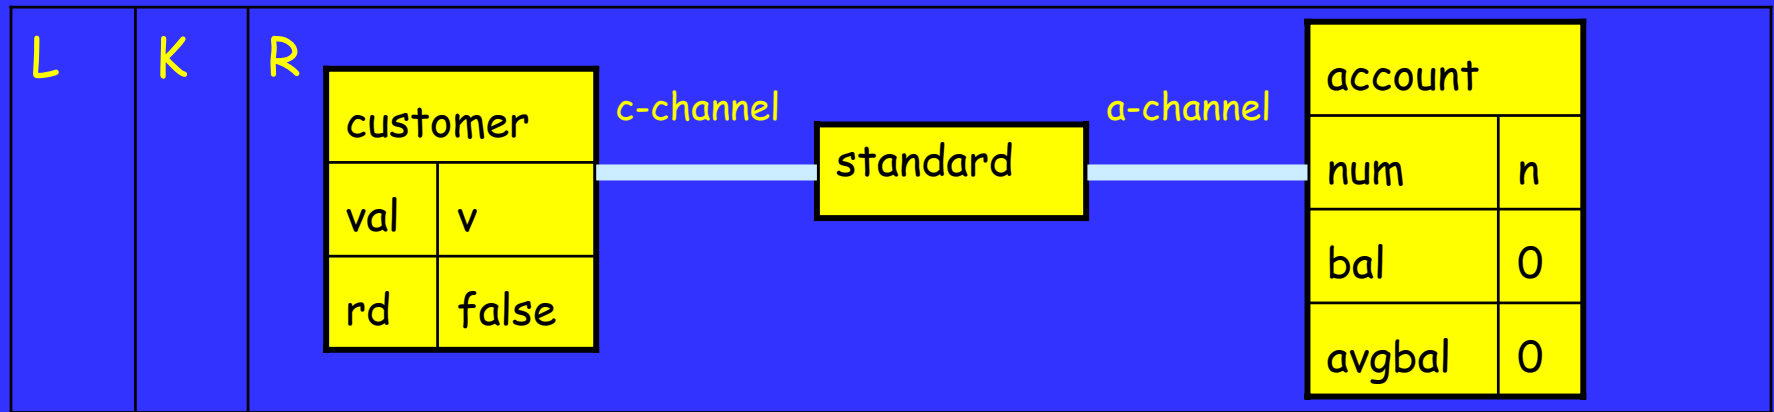 L
K
R
customer
val
v
rd
false
c-channel
standard
a-channel
account
num
n
bal
0
avgbal
0